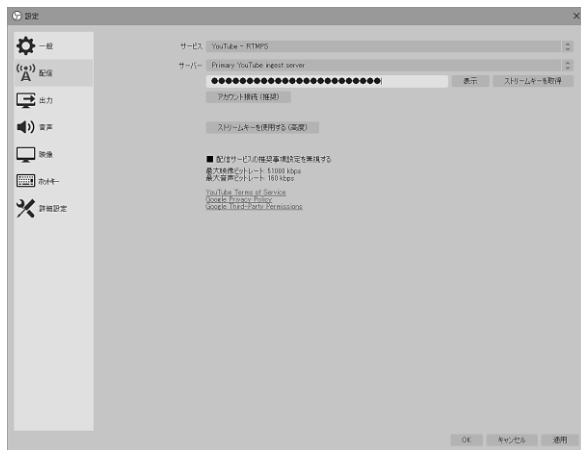 設定
一般
配信
出力
音声
映像
ホットキー
詳細設定
サービス YouTube - RTMPS
サーバー Primary YouTube ingest server
●●●●●●●●●●●●●●●●●●●●●●●● 表示 ストリームキーを取得
アカウント接続 (推奨)
ストリームキーを使用する (高度)
配信サービスの推奨事項設定を無視する
最大映像ビットレート: 51000 kbps
最大音声ビットレート: 160 kbps
YouTube Terms of Service
Google Privacy Policy
Google Third-Party Permissions
OK キャンセル 適用